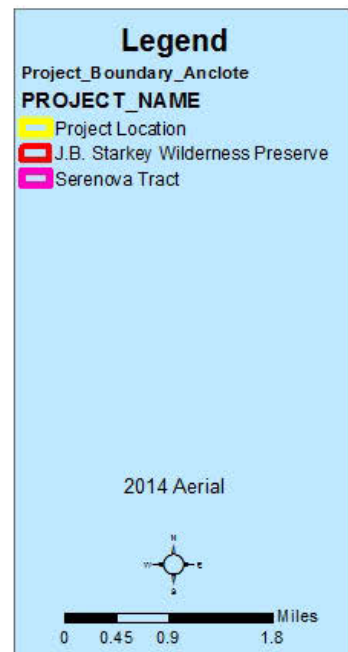 Legend
Project_Boundary_Anclote
PROJECT_NAME
Project Location
J.B. Starkey Wilderness Preserve
Serenova Tract
2014 Aerial
N
W E
S
Miles
0 0.45 0.9 1.8